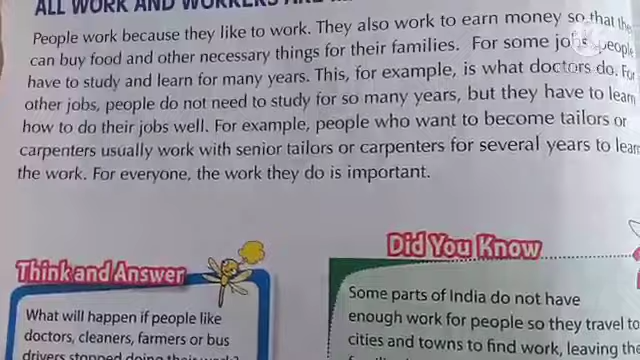 ALL WORK AND WORKERS ARE
People work because they like to work. They also work to earn money so that they
can buy food and other necessary things for their families. For some jobs, people
have to study and learn for many years. This, for example, is what doctors do. For
other jobs, people do not need to study for so many years, but they have to learn
how to do their jobs well. For example, people who want to become tailors or
carpenters usually work with senior tailors or carpenters for several years to learn
the work. For everyone, the work they do is important.
Think and Answer
What will happen if people like
doctors, cleaners, farmers or bus
drivers stopped doing their work?
Did You Know
Some parts of India do not have
enough work for people so they travel to
cities and towns to find work, leaving the